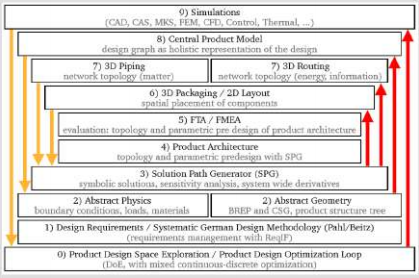 9) Simulations
(CAD, CAS, MKS, FEM, CFD, Control, Thermal, ...)
8) Central Product Model
design graph as holistic representation of the design
7) 3D Piping
network topology (matter)
7) 3D Routing
network topology (energy, information)
6) 3D Packaging / 2D Layout
spatial placement of components
5) FTA / FMEA
evaluation: topology and parametric pre design of product architecture
4) Product Architecture
topology and parametric predesign with SPG
3) Solution Path Generator (SPG)
symbolic solutions, sensitivity analysis, system wide derivatives
2) Abstract Physics
boundary conditions, loads, materials
2) Abstract Geometry
BREP and CSG, product structure tree
1) Design Requirements / Systematic German Design Methodology (Pahl/Beitz)
(requirements management with ReqIF)
0) Product Design Space Exploration / Product Design Optimization Loop
(DoE, with mixed continuous-discrete opimization)